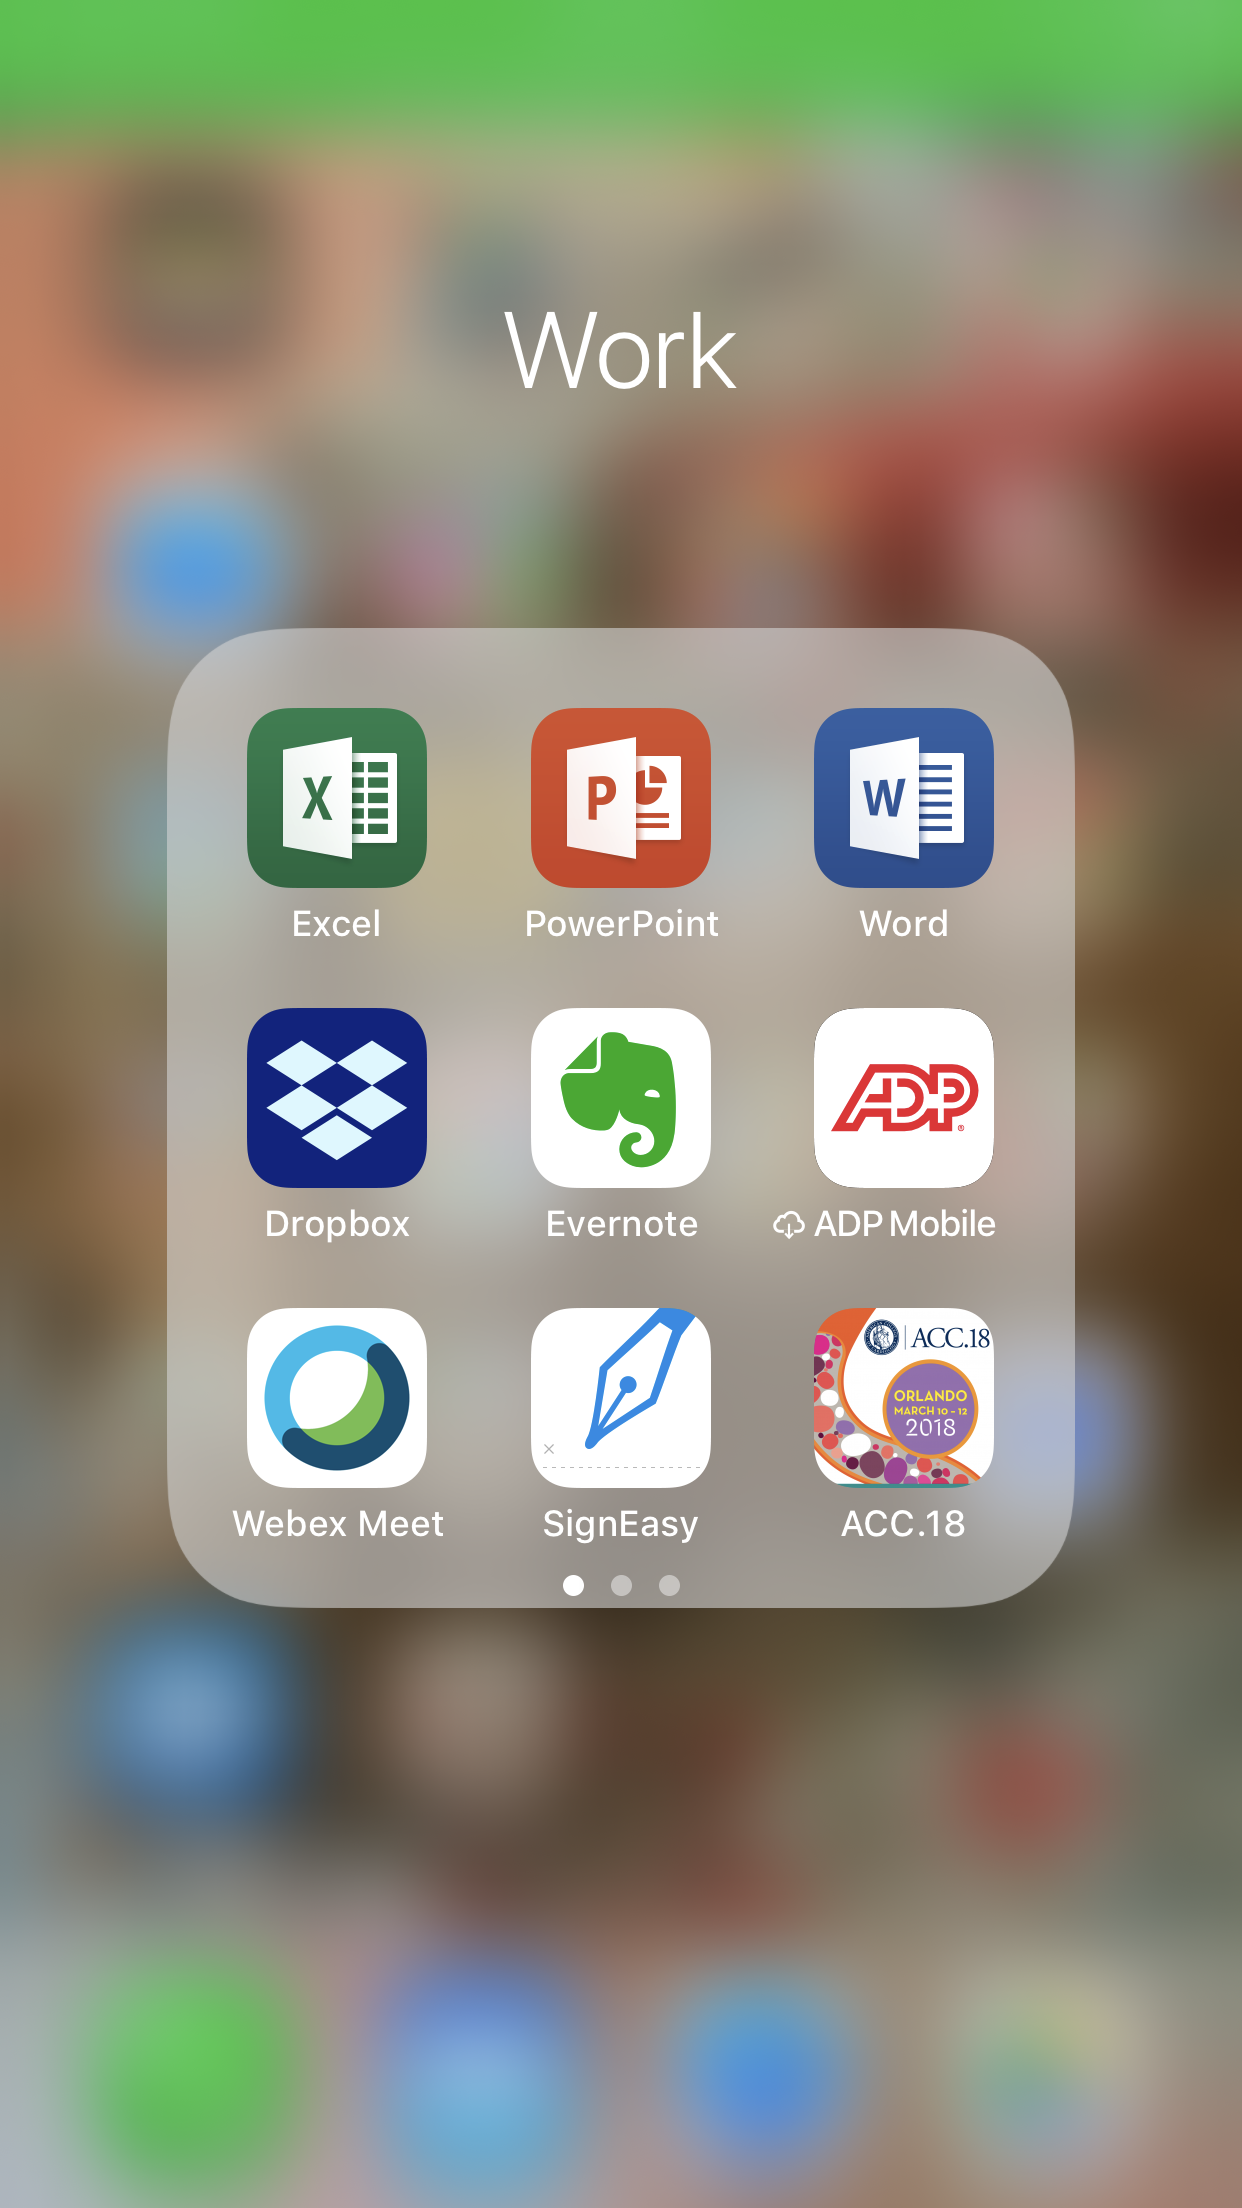 Work
X
P
W
Excel
PowerPoint
Word
ADP
Dropbox
Evernote
ADP Mobile
ACC.18
ORLANDO
MARCH 10 - 12
2018
Webex Meet
SignEasy
ACC.18